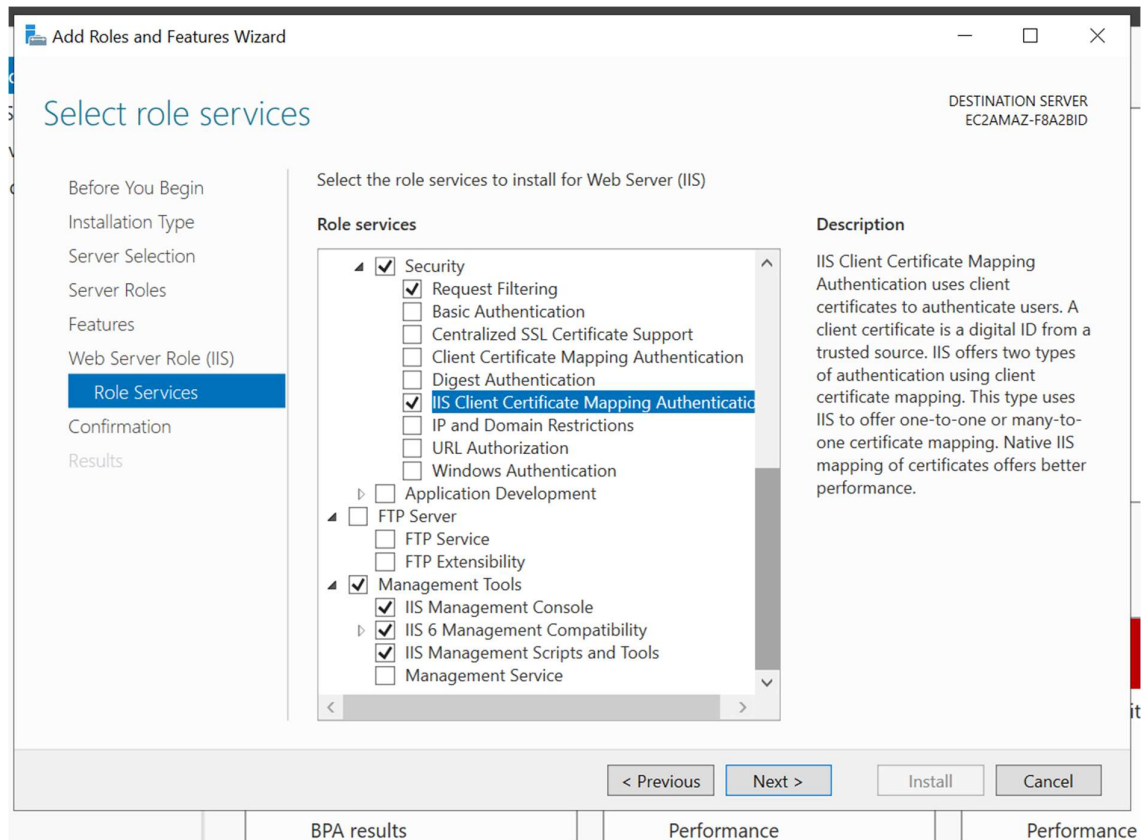 Add Roles and Features Wizard
Select role services
DESTINATION SERVER
EC2AMAZ-F8A2BID
Before You Begin
Installation Type
Server Selection
Server Roles
Features
Web Server Role (IIS)
Role Services
Confirmation
Results
Select the role services to install for Web Server (IIS)
Role services
Security
Request Filtering
Basic Authentication
Centralized SSL Certificate Support
Client Certificate Mapping Authentication
Digest Authentication
IIS Client Certificate Mapping Authenticatio
IP and Domain Restrictions
URL Authorization
Windows Authentication
Application Development
FTP Server
FTP Service
FTP Extensibility
Management Tools
IIS Management Console
IIS 6 Management Compatibility
IIS Management Scripts and Tools
Management Service
Description
IIS Client Certificate Mapping
Authentication uses client
certificates to authenticate users. A
client certificate is a digital ID from a
trusted source. IIS offers two types
of authentication using client
certificate mapping. This type uses
IIS to offer one-to-one or many-to-
one certificate mapping. Native IIS
mapping of certificates offers better
performance.
< Previous
Next >
Install
Cancel
it
BPA results
Performance
Performance